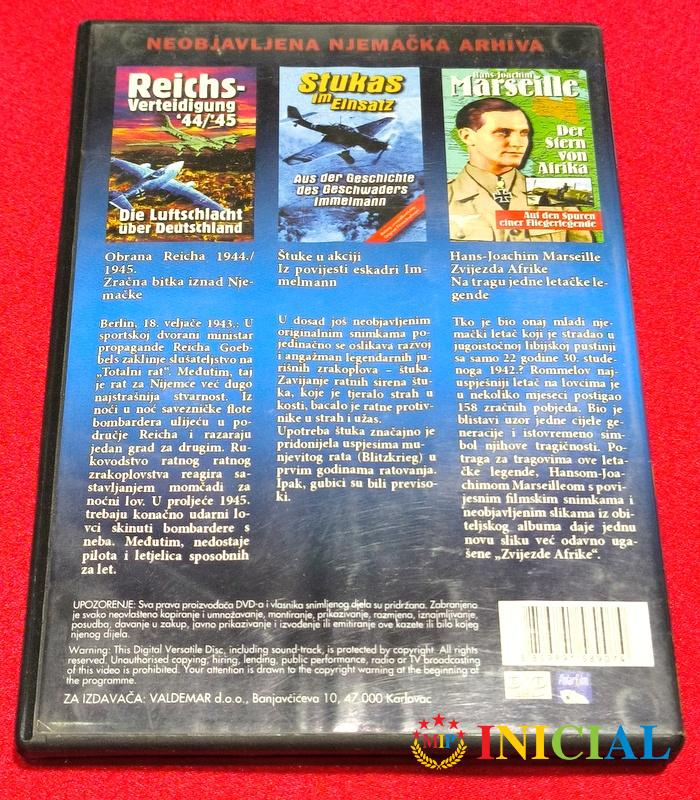 NEOBJAVLJENA NJEMAČKA ARHIVA
Reichs-
Verteidigung
'44/'45
Die Luftschlacht
über Deutschland
Stukas
im Einsatz
Aus der Geschichte
des Geschwaders
Immelmann
Hans-Joachim
Marseille
Der
Stern
von
Afrika
Auf den Spuren
einer Fliegerlegende
Obrana Reicha 1944./
1945.
Zračna bitka iznad Nje-
mačke
Berlin, 18. veljače 1943.: U
sportskoj dvorani ministar
propagande Reicha Goeb-
bels zaklinje slušateljstvo na
„Totalni rat“. Međutim, taj
je rat za Nijemce već dugo
najstrašnija stvarnost. Iz
noći u noć savezničke flote
bombardera ulijeću u po-
dručje Reicha i razaraju
jedan grad za drugim. Ru-
kovodstvo ratnog ratnog
zrakoplovstva reagira sa-
stavljanjem momčadi za
noćni lov. U proljeće 1945.
trebaju konačno udarni lo-
vci skinuti bombardere s
neba. Međutim, nedostaje
pilota i letjelica sposobnih
za let.
Štuke u akciji
Iz povijesti eskadri Im-
melmann
U dosad još neobjavljenim
originalnim snimkama po-
jedinačno se oslikava razvoj
i angažman legendarnih ju-
rišnih zrakoplova - štuka.
Zavijanje ratnih sirena štu-
ka, koje je tjeralo strah u
kosti, bacalo je ratne protiv-
nike u strah i užas.
Upotreba štuka značajno je
pridonijela uspjesima mu-
njevitog rata (Blitzkrieg) u
prvim godinama ratovanja.
Ipak, gubici su bili previso-
ki.
Hans-Joachim Marseille
Zvijezda Afrike
Na tragu jedne letačke le-
gende
Tko je bio onaj mladi nje-
mački letač koji je stradao u
jugoistočnoj libijskoj pustinji
sa samo 22 godine 30. stude-
noga 1942.? Rommelov naj-
uspješniji letač na lovcima je
u nekoliko mjeseci postigao
158 zračnih pobjeda. Bio je
blistavi uzor jedne cijele ge-
neracije i istovremeno sim-
bol njihove tragičnosti. Po-
traga za tragovima ove leta-
čke legende. Hansom-Joa-
chimom Marseilleom s povi-
jesnim filmskim snimkama i
neobjavljenim slikama iz obi-
teljskog albuma daje jednu
novu sliku već odavno uga-
šene „Zvijezde Afrike“.
UPOZORENJE: Sva prava proizvođača DVD-a i vlasnika snimljenog djela su pridržana. Zabranjeno
je svako neovlašteno kopiranje i umnožavanje, montiranje, prikazivanje, razmjena, iznajmljivanje,
posudba, davanje u zakup, javno prikazivanje i izvođenje ili emitiranje ove kazete ili bilo kojeg
njenog dijela.
Warning: This Digital Versatile Disc, including sound-track, is protected by copyright. All rights
reserved. Unauthorised copying, hiring, lending, public performance, radio or TV broadcasting
of this video is prohibited. Your attention is drawn to the copyright warning at the beginning of
the programme.
ZA IZDAVAČA: VALDEMAR d.o.o., Banjavčićeva 10, 47 000 Karlovac
Polarfilm
MIP INICIAL